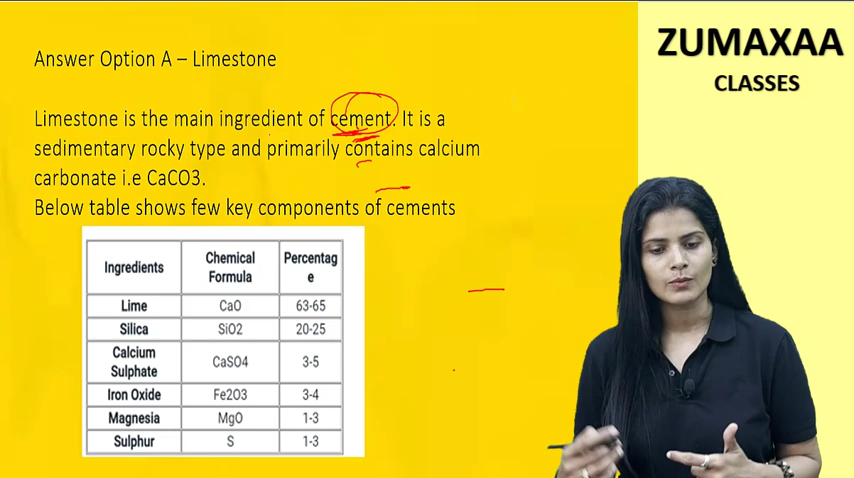 Answer Option A – Limestone
ZUMAXAA
CLASSES
Limestone is the main ingredient of cement. It is a
sedimentary rocky type and primarily contains calcium
carbonate i.e CaCO3.
Below table shows few key components of cements
Ingredients Chemical Formula Percentage
Lime CaO 63-65
Silica SiO2 20-25
Calcium Sulphate CaSO4 3-5
Iron Oxide Fe2O3 3-4
Magnesia MgO 1-3
Sulphur S 1-3